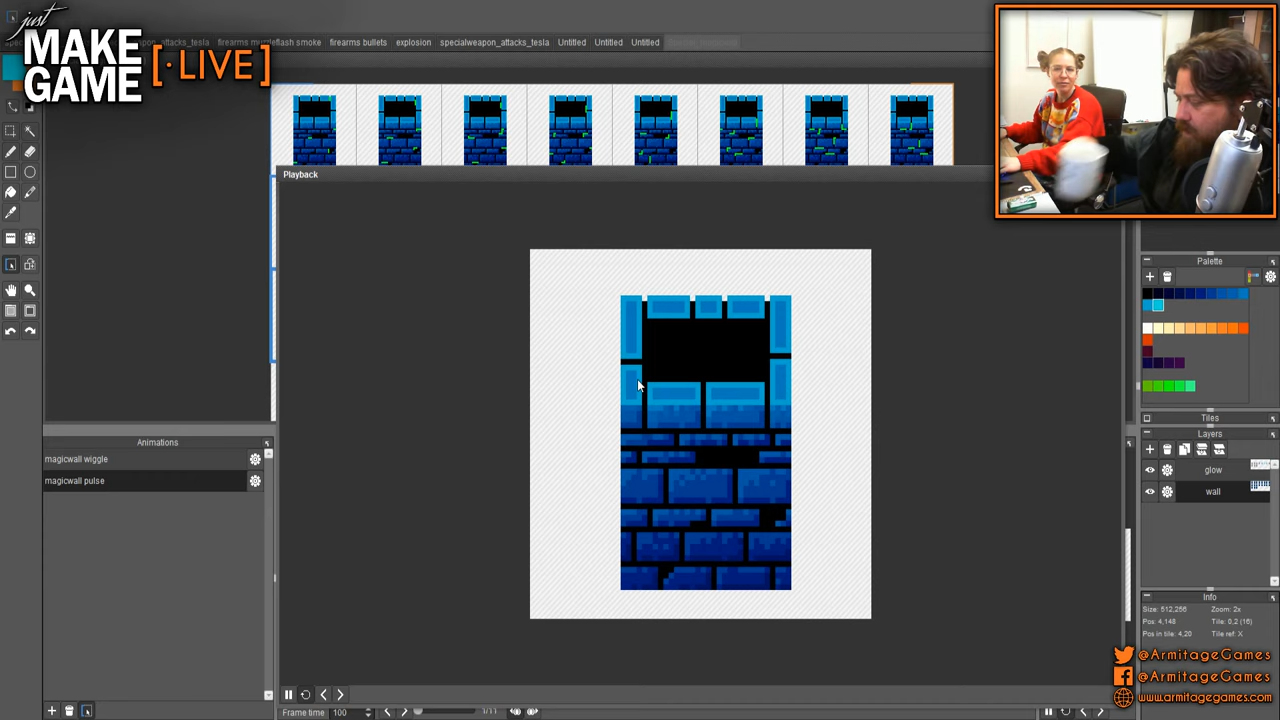 just
MAKE
GAME
[·LIVE]
_attacks_tesla
firearms muzzleflash smoke
firearms bullets
explosion
specialweapon_attacks_tesla
Untitled
Untitled
Untitled
Playback
Palette
Tiles
Layers
glow
wall
Animations
magicwall wiggle
magicwall pulse
Info
Size: 512,256
Zoom: 2x
Pos: 4,148
Tile: 0,2 (16)
Pos in tile: 4,20
Tile ref: X
Frame time
100
1/11
@ArmitageGames
@ArmitageGames
www.armitagegames.com